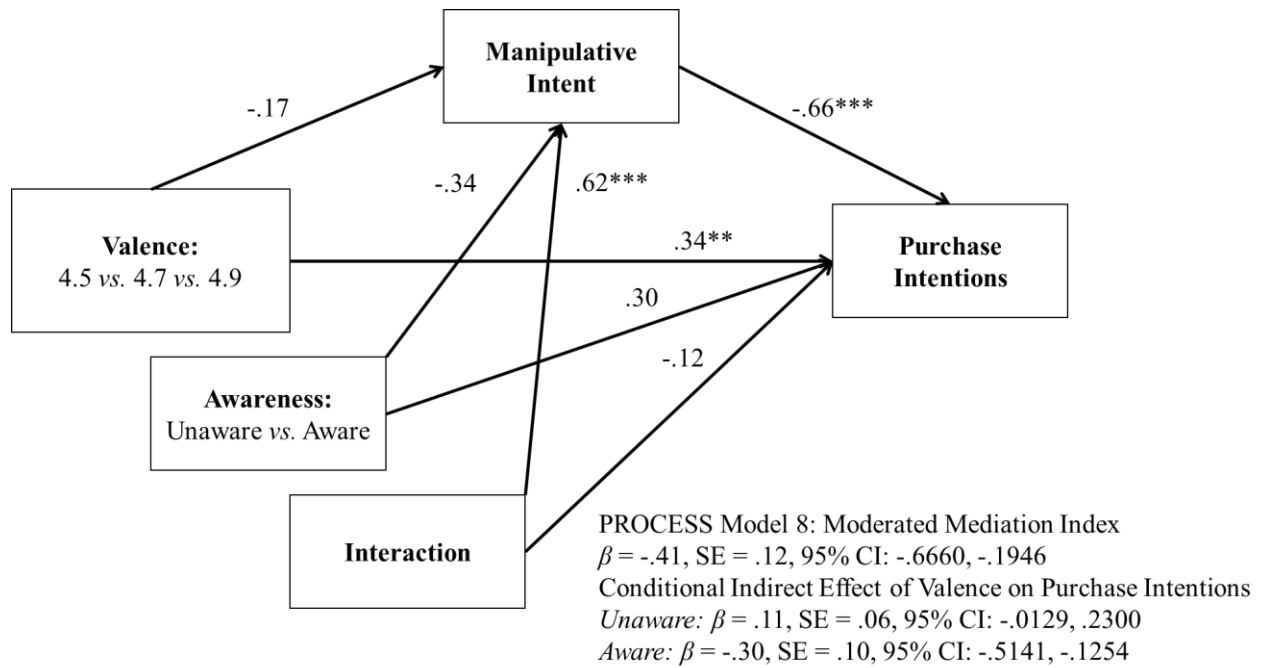 Manipulative
Intent
-.17
-.66***
-.34
.62***
Valence:
4.5 vs. 4.7 vs. 4.9
.34**
Purchase
Intentions
.30
-.12
Awareness:
Unaware vs. Aware
Interaction
PROCESS Model 8: Moderated Mediation Index
β = -.41, SE = .12, 95% CI: -.6660, -.1946
Conditional Indirect Effect of Valence on Purchase Intentions
Unaware: β = .11, SE = .06, 95% CI: -.0129, .2300
Aware: β = -.30, SE = .10, 95% CI: -.5141, -.1254